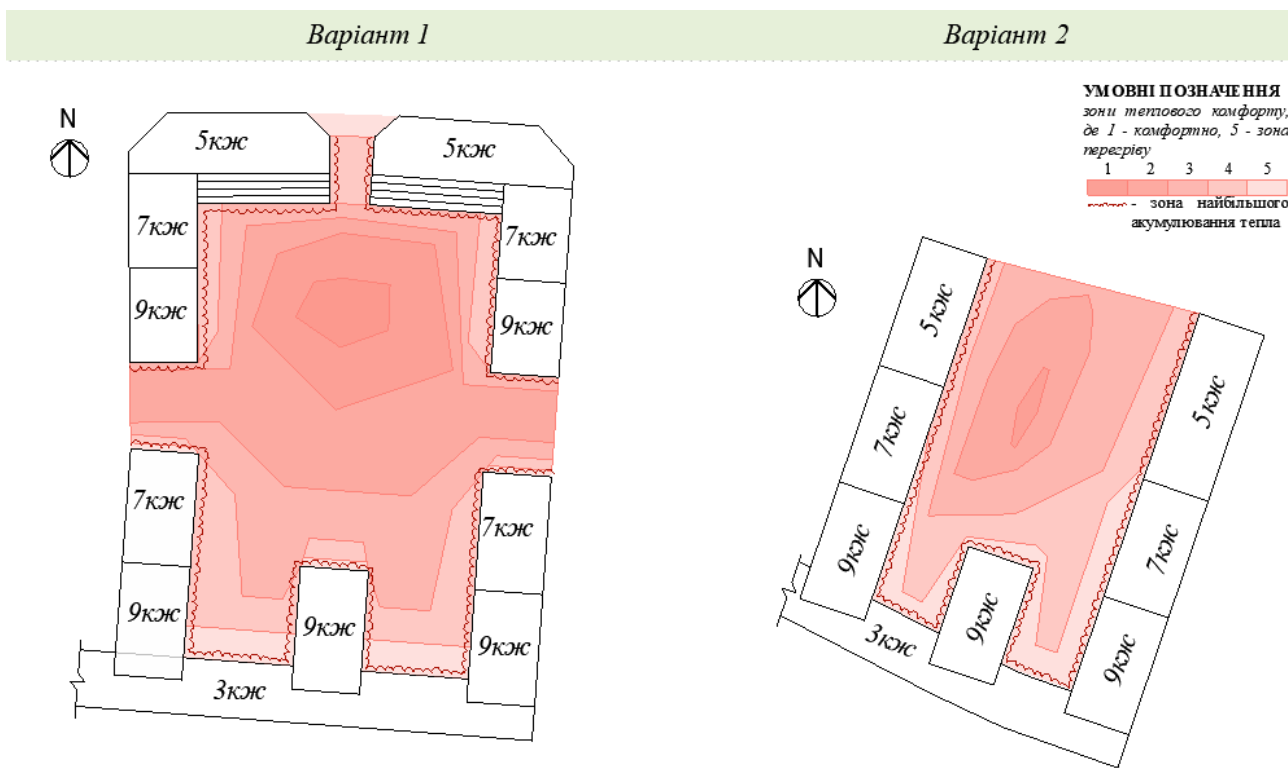 Варіант 1
Варіант 2
УМОВНІ ПОЗНАЧЕННЯ
зони теплового комфорту,
де 1 - комфортно, 5 - зона
перегріву
1 2 3 4 5
- зона найбільшого
акумулювання тепла
N
5кж
5кж
7кж
7кж
9кж
9кж
7кж
7кж
9кж
9кж
9кж
3кж
N
5кж
5кж
7кж
7кж
9кж
9кж
9кж
3кж